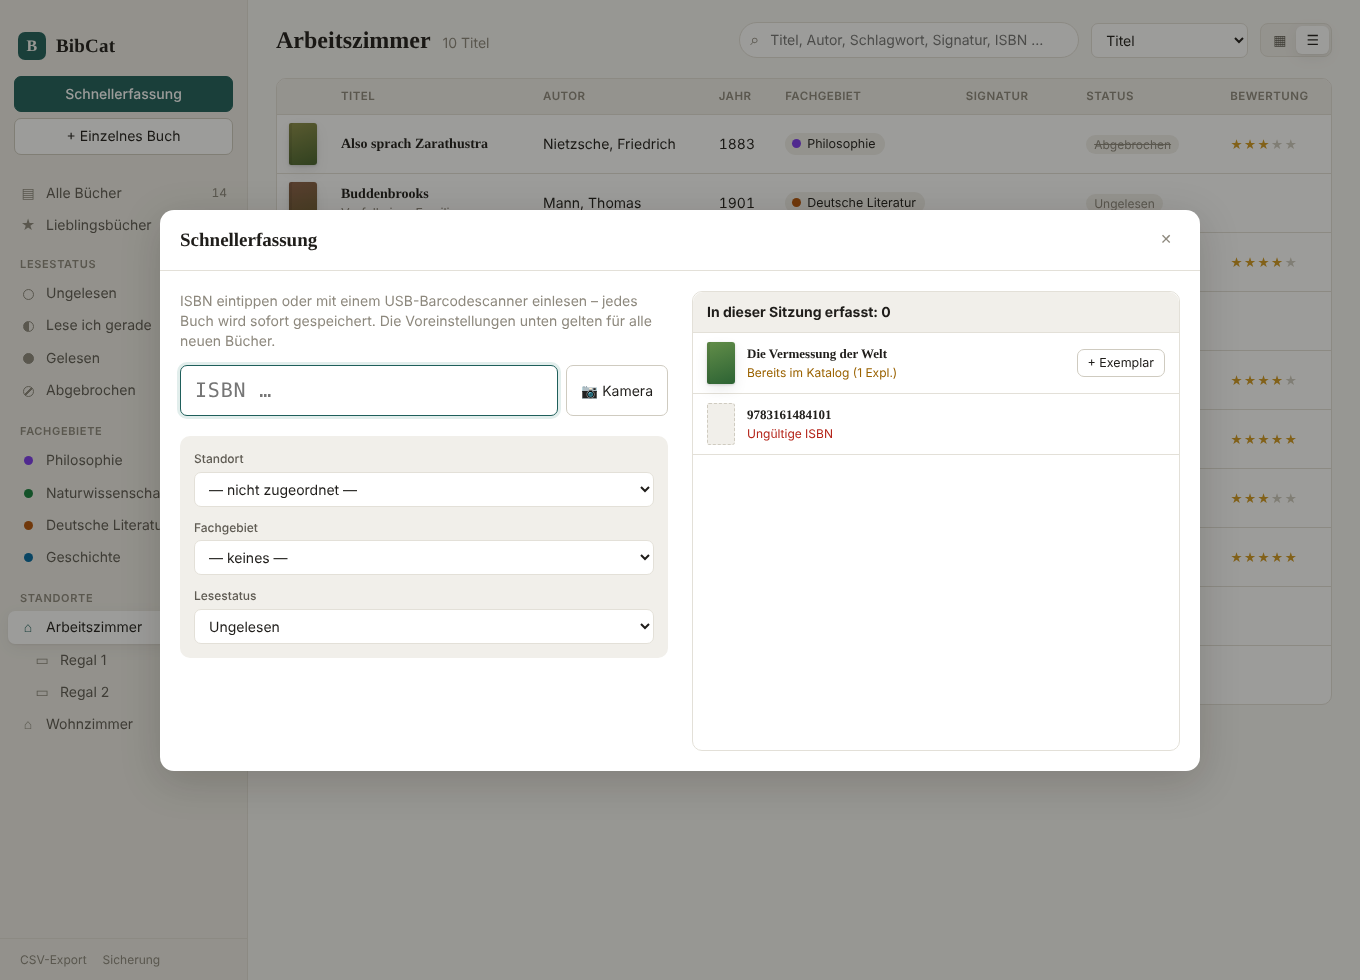 BibCat
Schnellerfassung
+ Einzelnes Buch
Alle Bücher 14
Lieblingsbücher
LESESTATUS
Ungelesen
Lese ich gerade
Gelesen
Abgebrochen
FACHGEBIETE
Philosophie
Naturwissenscha
Deutsche Literatu
Geschichte
STANDORTE
Arbeitszimmer
Regal 1
Regal 2
Wohnzimmer
CSV-Export Sicherung
Arbeitszimmer 10 Titel
Titel, Autor, Schlagwort, Signatur, ISBN ...
Titel
TITEL AUTOR JAHR FACHGEBIET SIGNATUR STATUS BEWERTUNG
Also sprach Zarathustra Nietzsche, Friedrich 1883 Philosophie Abgebrochen ★★★★★
Buddenbrooks Mann, Thomas 1901 Deutsche Literatur Ungelesen
Schnellerfassung ×
ISBN eintippen oder mit einem USB-Barcodescanner einlesen – jedes
Buch wird sofort gespeichert. Die Voreinstellungen unten gelten für alle
neuen Bücher.
ISBN …
Kamera
Standort
— nicht zugeordnet —
Fachgebiet
— keines —
Lesestatus
Ungelesen
In dieser Sitzung erfasst: 0
Die Vermessung der Welt
Bereits im Katalog (1 Expl.)
+ Exemplar
9783161484101
Ungültige ISBN